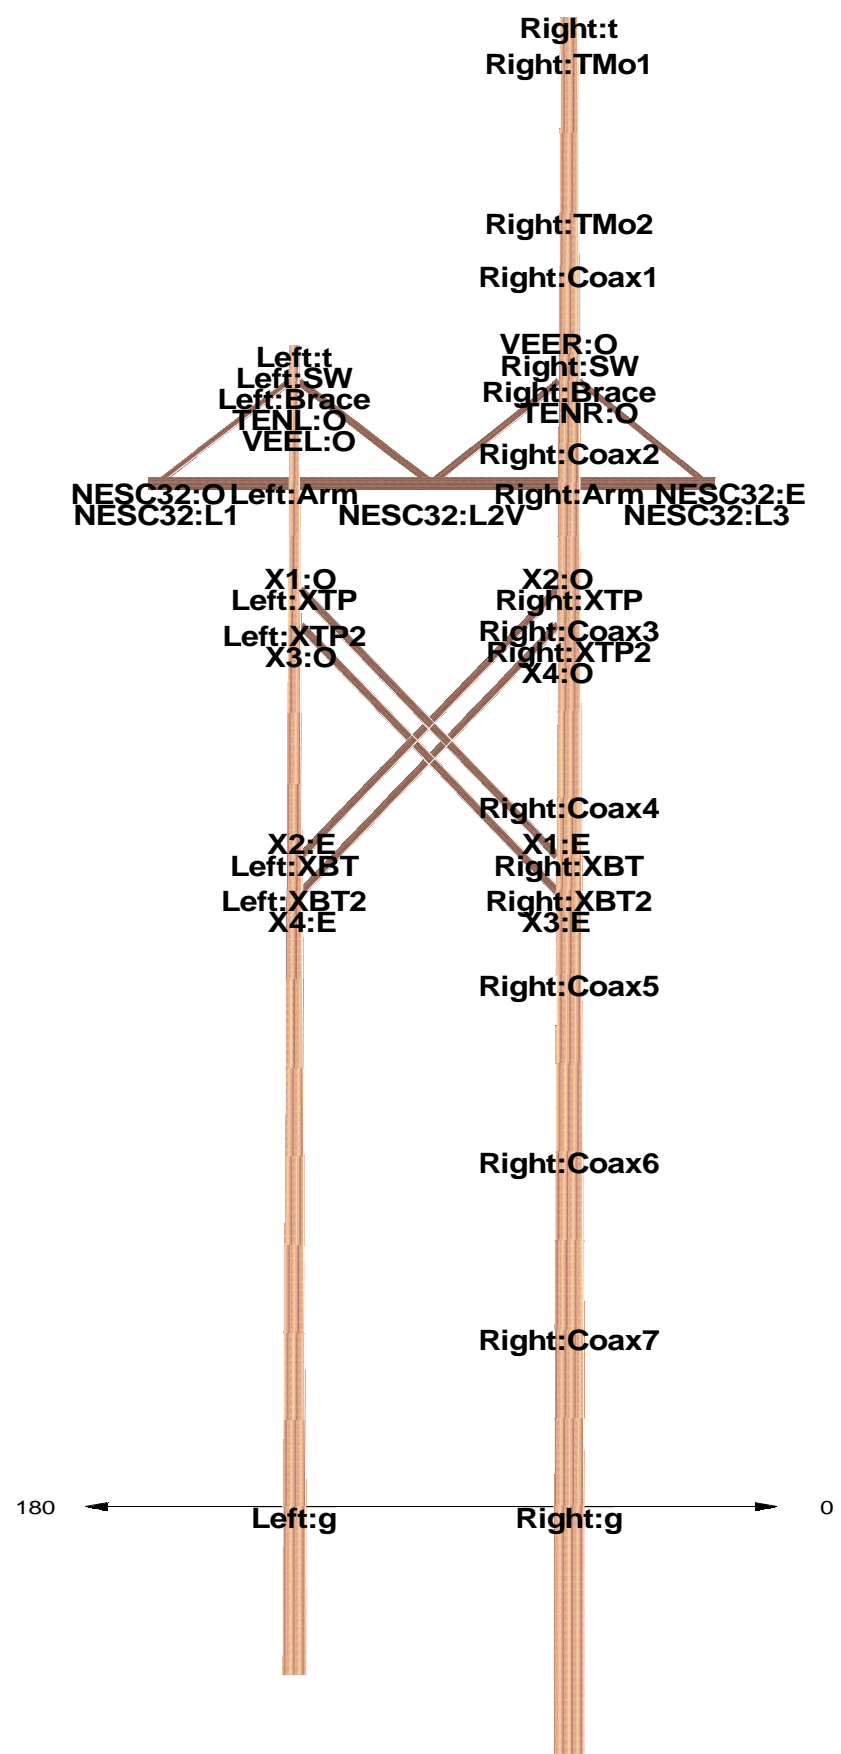 Right:t
Right:TMo1
Right:TMo2
Right:Coax1
VEER:O
Left:t
Right:SW
Left:SW
Right:Brace
Left:Brace
TENR:O
TENL:O
VEEL:O
Right:Coax2
NESC32:O Left:Arm Right:Arm NESC32:E
NESC32:L1 NESC32:L2V NESC32:L3
X1:O X2:O
Left:XTP Right:XTP
Right:Coax3
Left:XTP2
Right:XTP2
X3:O
X4:O
Right:Coax4
X2:E X1:E
Left:XBT Right:XBT
Left:XBT2 Right:XBT2
X4:E X3:E
Right:Coax5
Right:Coax6
Right:Coax7
180 0
Left:g Right:g